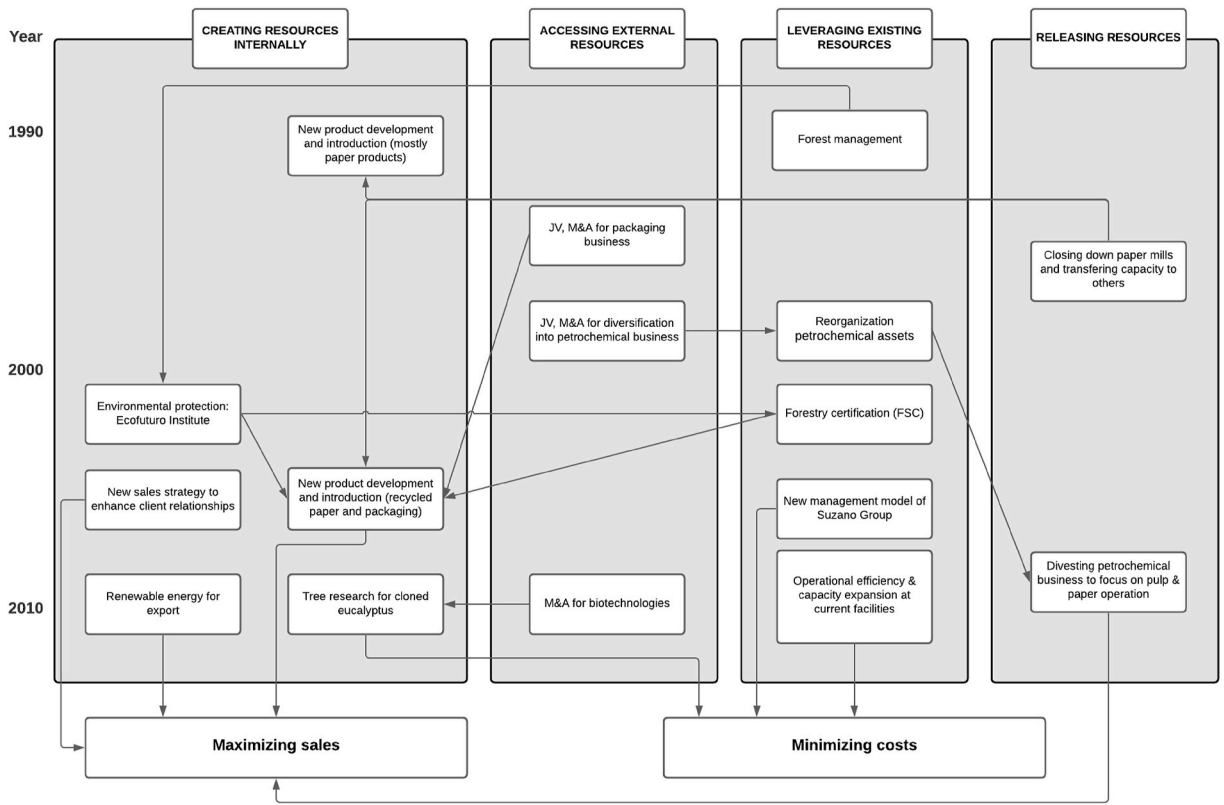 Year
CREATING RESOURCES
INTERNALLY
ACCESSING EXTERNAL
RESOURCES
LEVERAGING EXISTING
RESOURCES
RELEASING RESOURCES
1990
New product development
and introduction (mostly
paper products)
Forest management
JV, M&A for packaging
business
Closing down paper mills
and transfering capacity to
others
JV, M&A for diversification
into petrochemical business
Reorganization
petrochemical assets
2000
Environmental protection:
Ecofuturo Institute
Forestry certification (FSC)
New sales strategy to
enhance client relationships
New product development
and introduction (recycled
paper and packaging)
New management model of
Suzano Group
2010
Renewable energy for
export
Tree research for cloned
eucalyptus
M&A for biotechnologies
Operational efficiency &
capacity expansion at
current facilities
Divesting petrochemical
business to focus on pulp &
paper operation
Maximizing sales
Minimizing costs